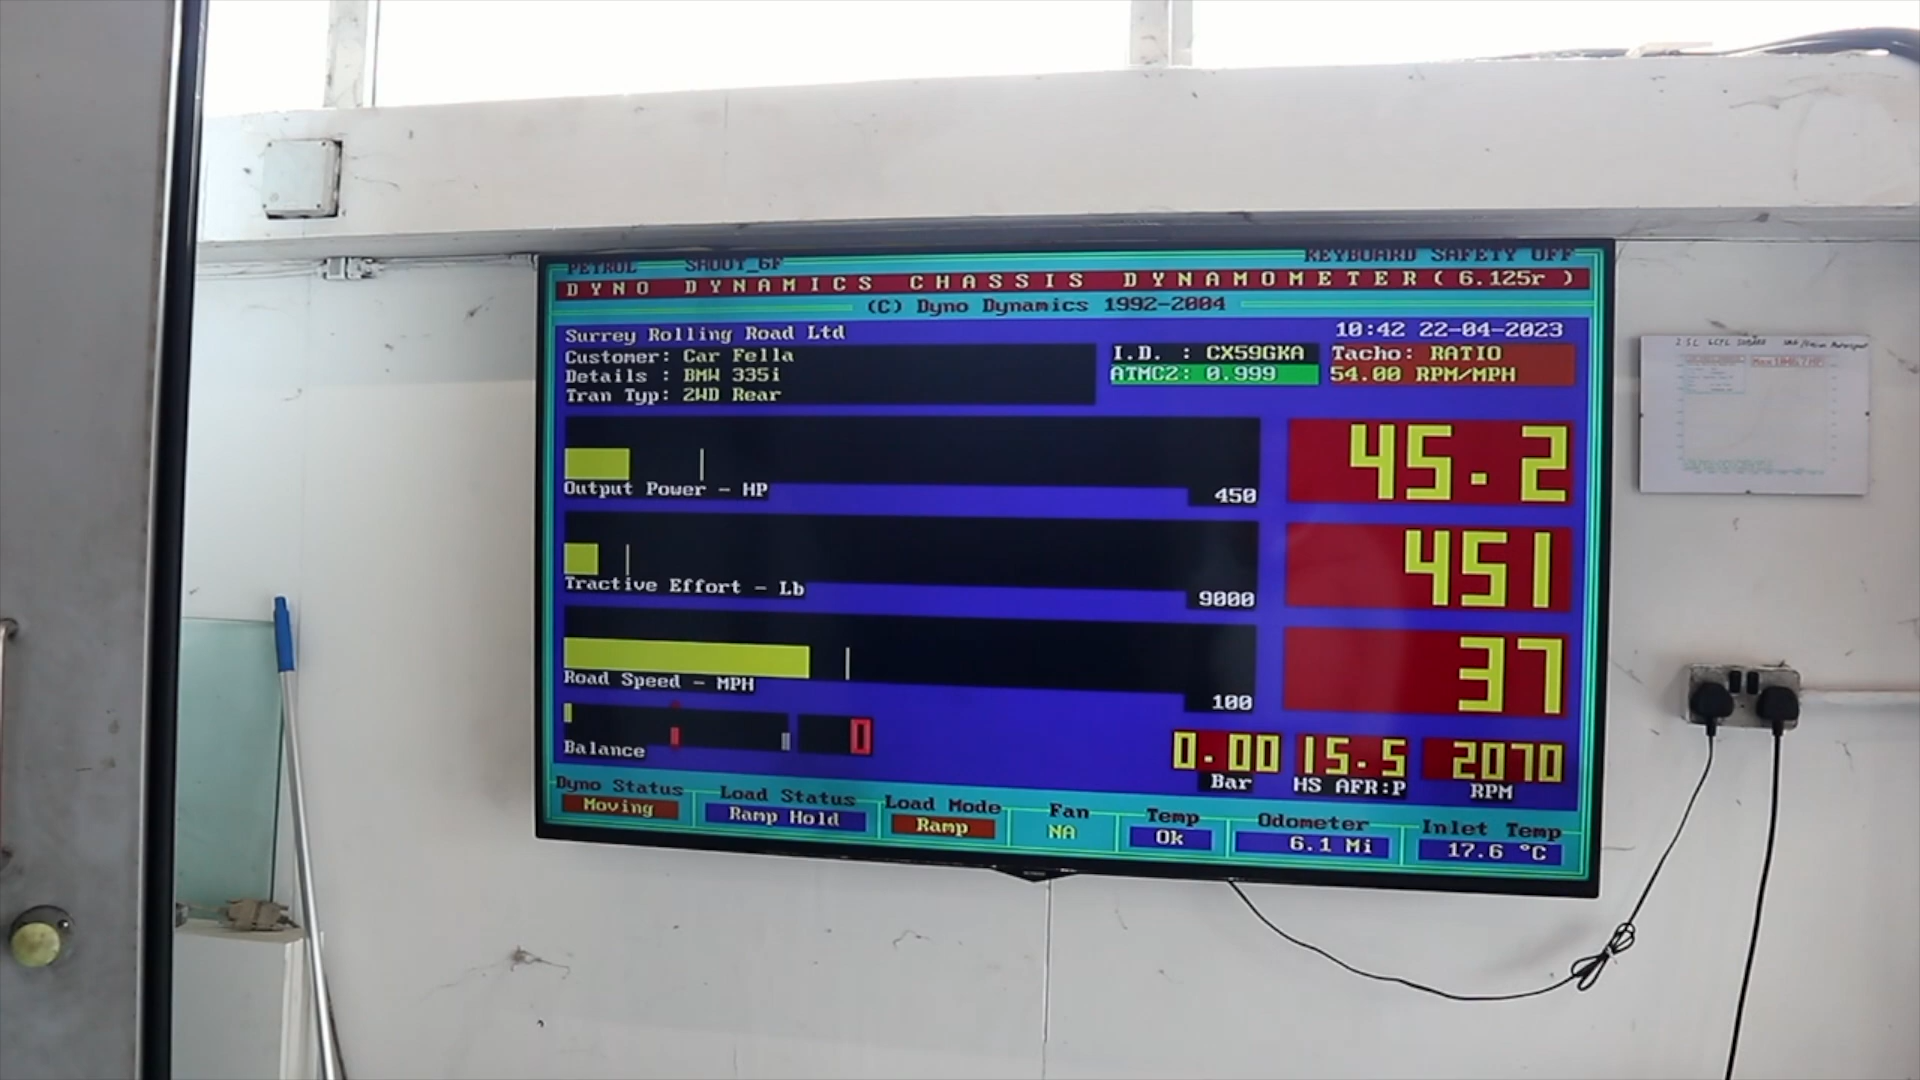 PETROL SHOOT_6F KEYBOARD SAFETY OFF
DYNO DYNAMICS CHASSIS DYNAMOMETER(6.125r )
(C) Dyno Dynamics 1992-2004
Surrey Rolling Road Ltd 10:42 22-04-2023
Customer: Car Fella I.D. : CX59GKA Tacho: RATIO
Details : BMW 335i ATMC2: 0.999 54.00 RPM/MPH
Tran Typ: 2WD Rear
45.2
Output Power - HP 450
451
Tractive Effort - Lb 9000
37
Road Speed - MPH 100
0 0.00 15.5 2070
Balance Bar HS AFR:P RPM
Dyno Status Load Status Load Mode Fan Temp Odometer Inlet Temp
Moving Ramp Hold Ramp NA Ok 6.1 Mi 17.6 °C